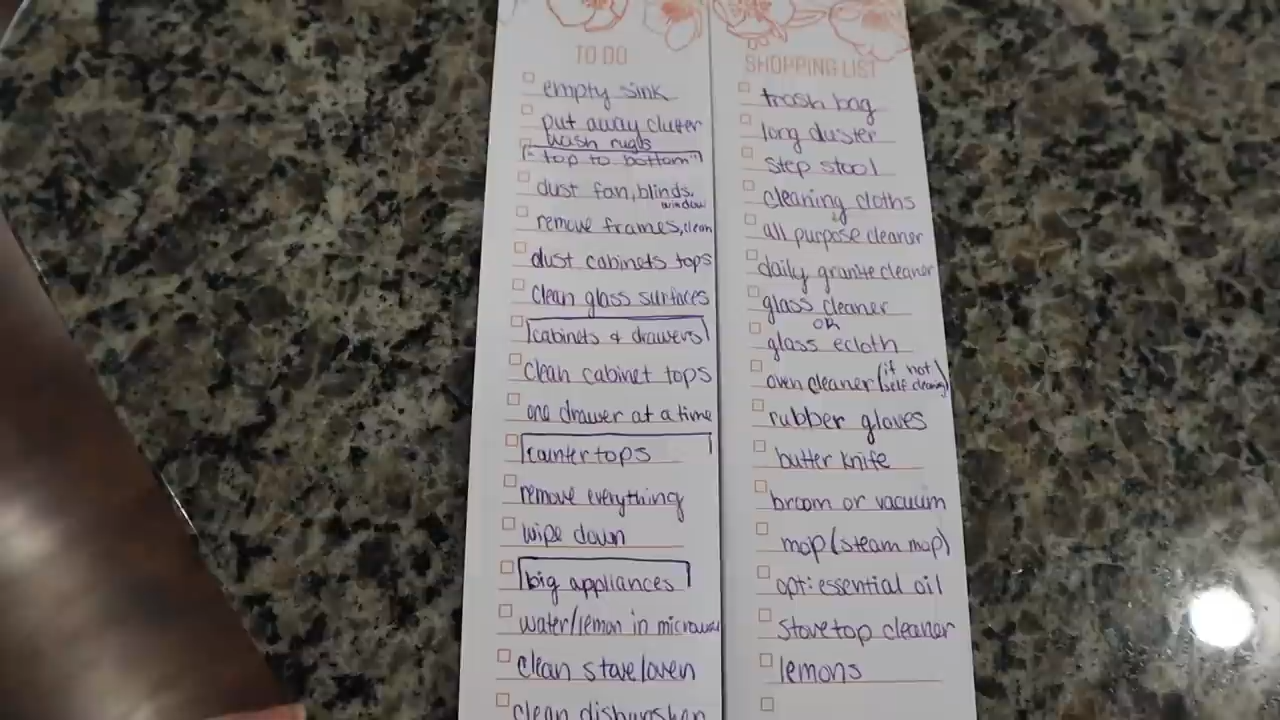 TO DO
empty sink
put away clutter
wash rugs
"top to bottom"
dust fan, blinds,
window
remove frames, clean
dust cabinets tops
clean glass surfaces
cabinets & drawers
clean cabinet tops
one drawer at a time
countertops
remove everything
wipe down
big appliances
water/lemon in microwave
clean stove/oven
clean dishwasher
SHOPPING LIST
trash bag
long duster
step stool
cleaning cloths
all purpose cleaner
daily granite cleaner
glass cleaner
OR
glass ecloth
oven cleaner (if not
self cleaning)
rubber gloves
butter knife
broom or vacuum
mop (steam mop)
opt: essential oil
stovetop cleaner
lemons